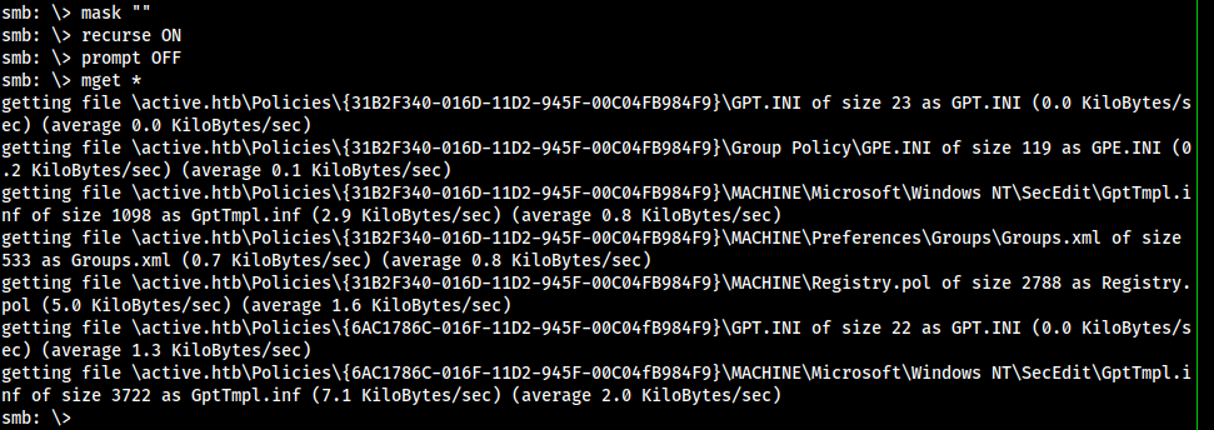 smb: \> mask ""
smb: \> recurse ON
smb: \> prompt OFF
smb: \> mget *
getting file \active.htb\Policies\{31B2F340-016D-11D2-945F-00C04FB984F9}\GPT.INI of size 23 as GPT.INI (0.0 KiloBytes/s
ec) (average 0.0 KiloBytes/sec)
getting file \active.htb\Policies\{31B2F340-016D-11D2-945F-00C04FB984F9}\Group Policy\GPE.INI of size 119 as GPE.INI (0
.2 KiloBytes/sec) (average 0.1 KiloBytes/sec)
getting file \active.htb\Policies\{31B2F340-016D-11D2-945F-00C04FB984F9}\MACHINE\Microsoft\Windows NT\SecEdit\GptTmpl.i
nf of size 1098 as GptTmpl.inf (2.9 KiloBytes/sec) (average 0.8 KiloBytes/sec)
getting file \active.htb\Policies\{31B2F340-016D-11D2-945F-00C04FB984F9}\MACHINE\Preferences\Groups\Groups.xml of size
533 as Groups.xml (0.7 KiloBytes/sec) (average 0.8 KiloBytes/sec)
getting file \active.htb\Policies\{31B2F340-016D-11D2-945F-00C04FB984F9}\MACHINE\Registry.pol of size 2788 as Registry.
pol (5.0 KiloBytes/sec) (average 1.6 KiloBytes/sec)
getting file \active.htb\Policies\{6AC1786C-016F-11D2-945F-00C04fB984F9}\GPT.INI of size 22 as GPT.INI (0.0 KiloBytes/s
ec) (average 1.3 KiloBytes/sec)
getting file \active.htb\Policies\{6AC1786C-016F-11D2-945F-00C04fB984F9}\MACHINE\Microsoft\Windows NT\SecEdit\GptTmpl.i
nf of size 3722 as GptTmpl.inf (7.1 KiloBytes/sec) (average 2.0 KiloBytes/sec)
smb: \>